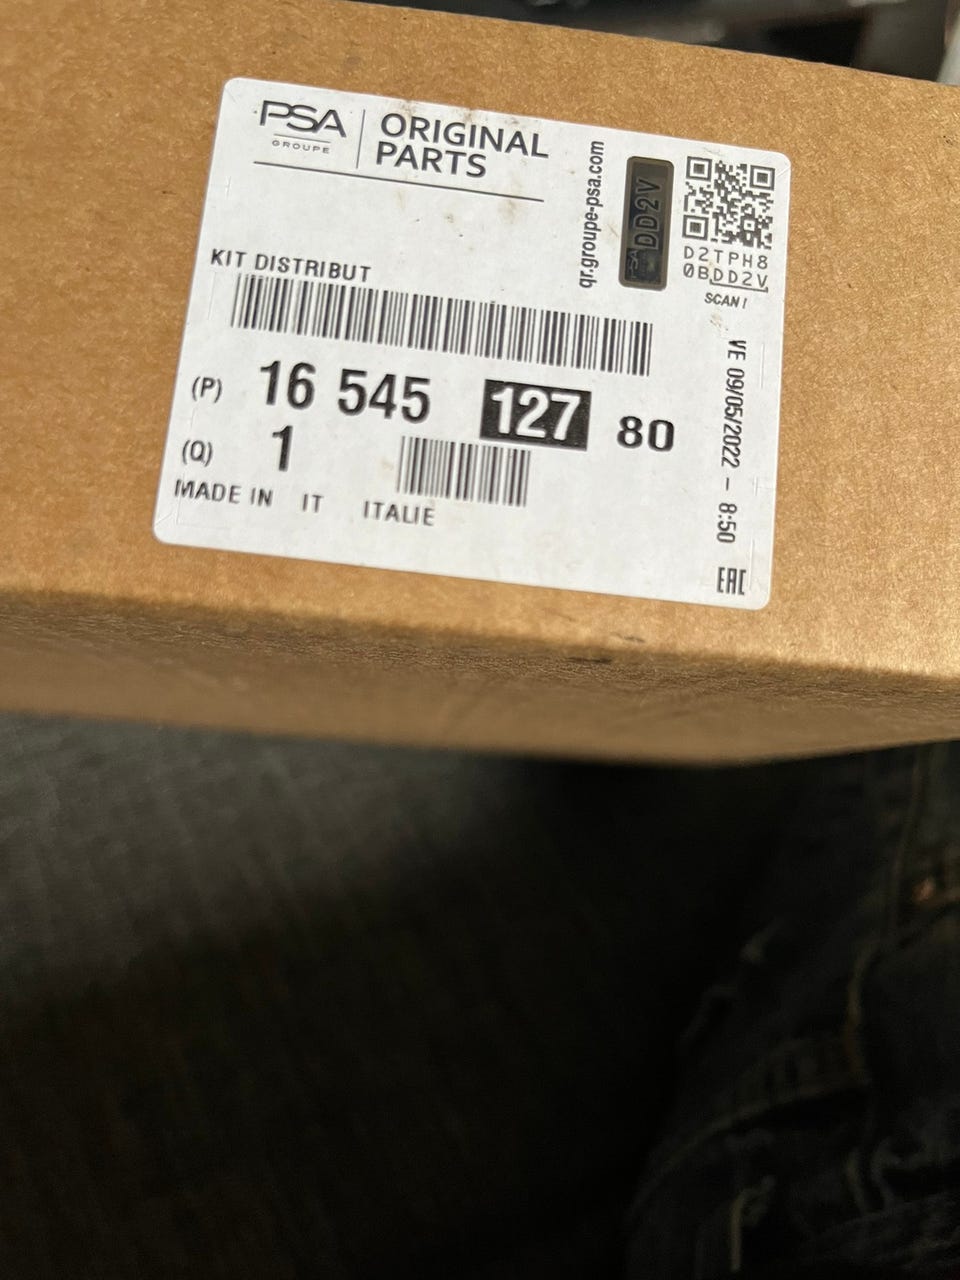 PSA
GROUPE
ORIGINAL
PARTS
qr.groupe-psa.com
PSA DD2V
D2TPH8
0BDD2V
SCAN!
KIT DISTRIBUT
(P) 16 545 127 80
(Q) 1
MADE IN IT ITALIE
VE 09/05/2022 - 8:50
EAC